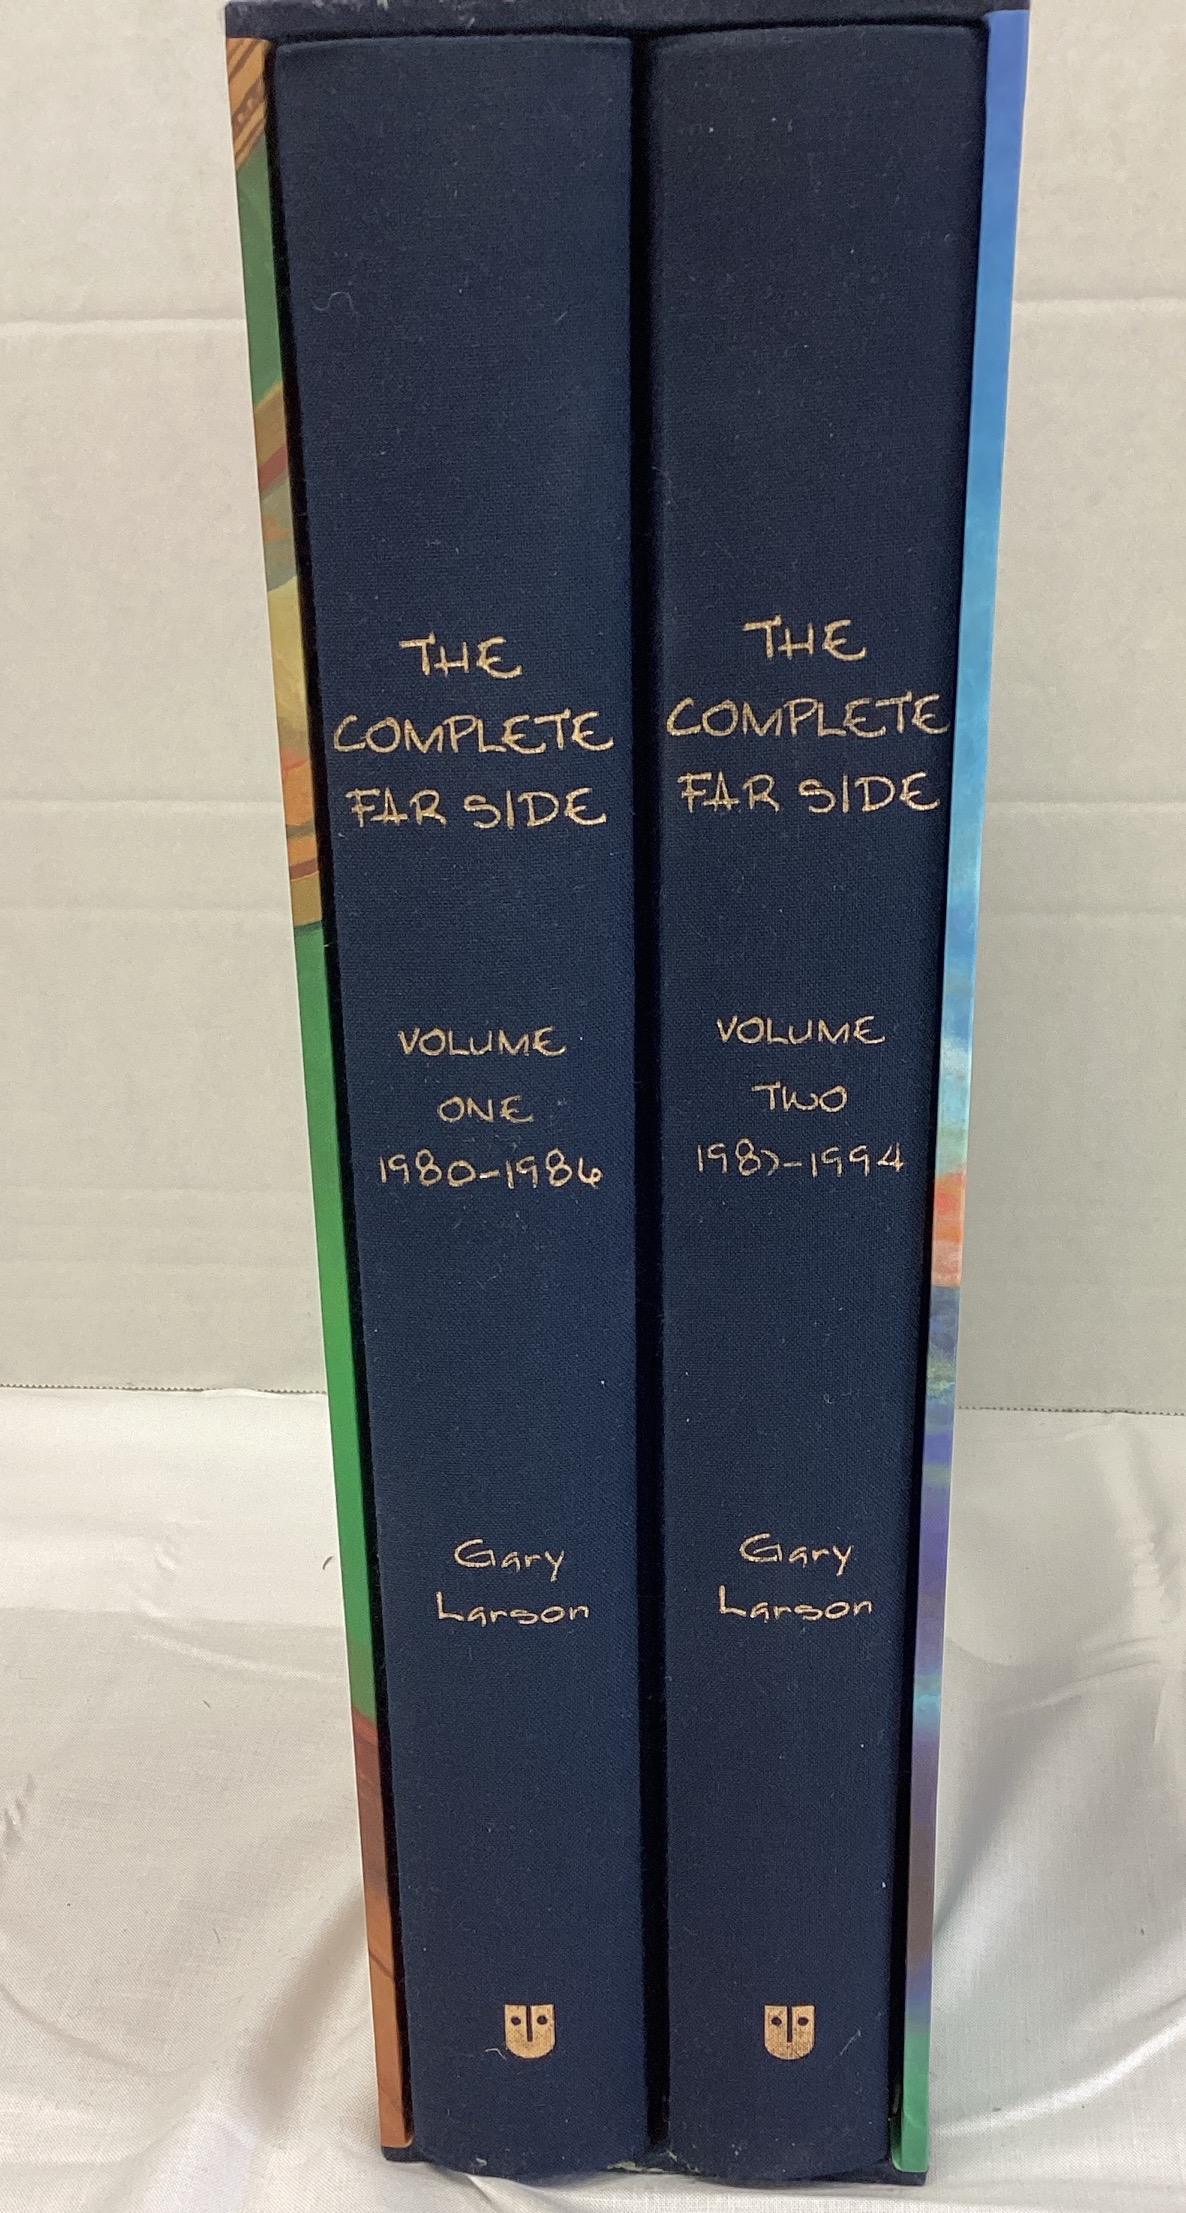 THE
COMPLETE
FAR SIDE
VOLUME
ONE
1980-1986
Gary
Larson
THE
COMPLETE
FAR SIDE
VOLUME
TWO
1987-1994
Gary
Larson